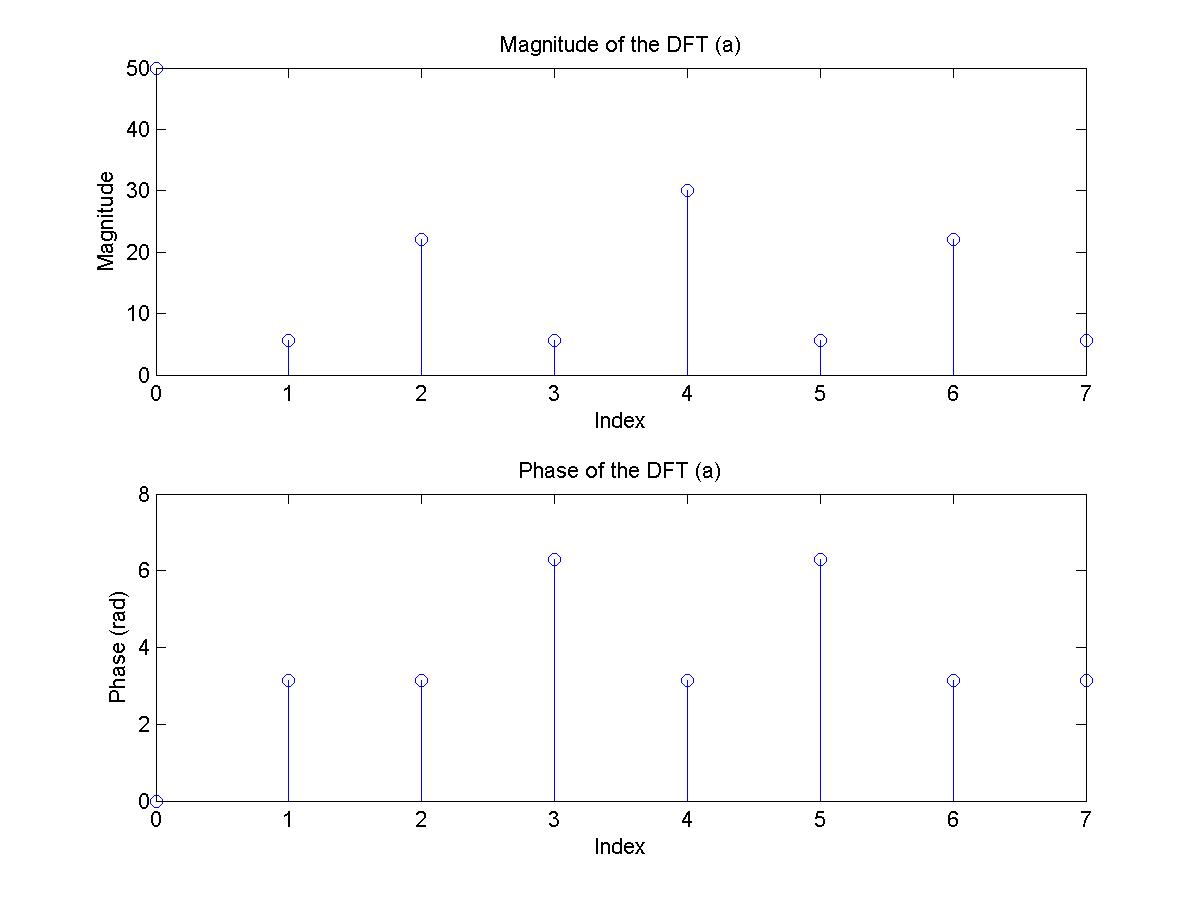 Magnitude of the DFT (a)
50
40
30
20
10
0
Magnitude
0 1 2 3 4 5 6 7
Index
Phase of the DFT (a)
8
6
4
2
0
Phase (rad)
0 1 2 3 4 5 6 7
Index